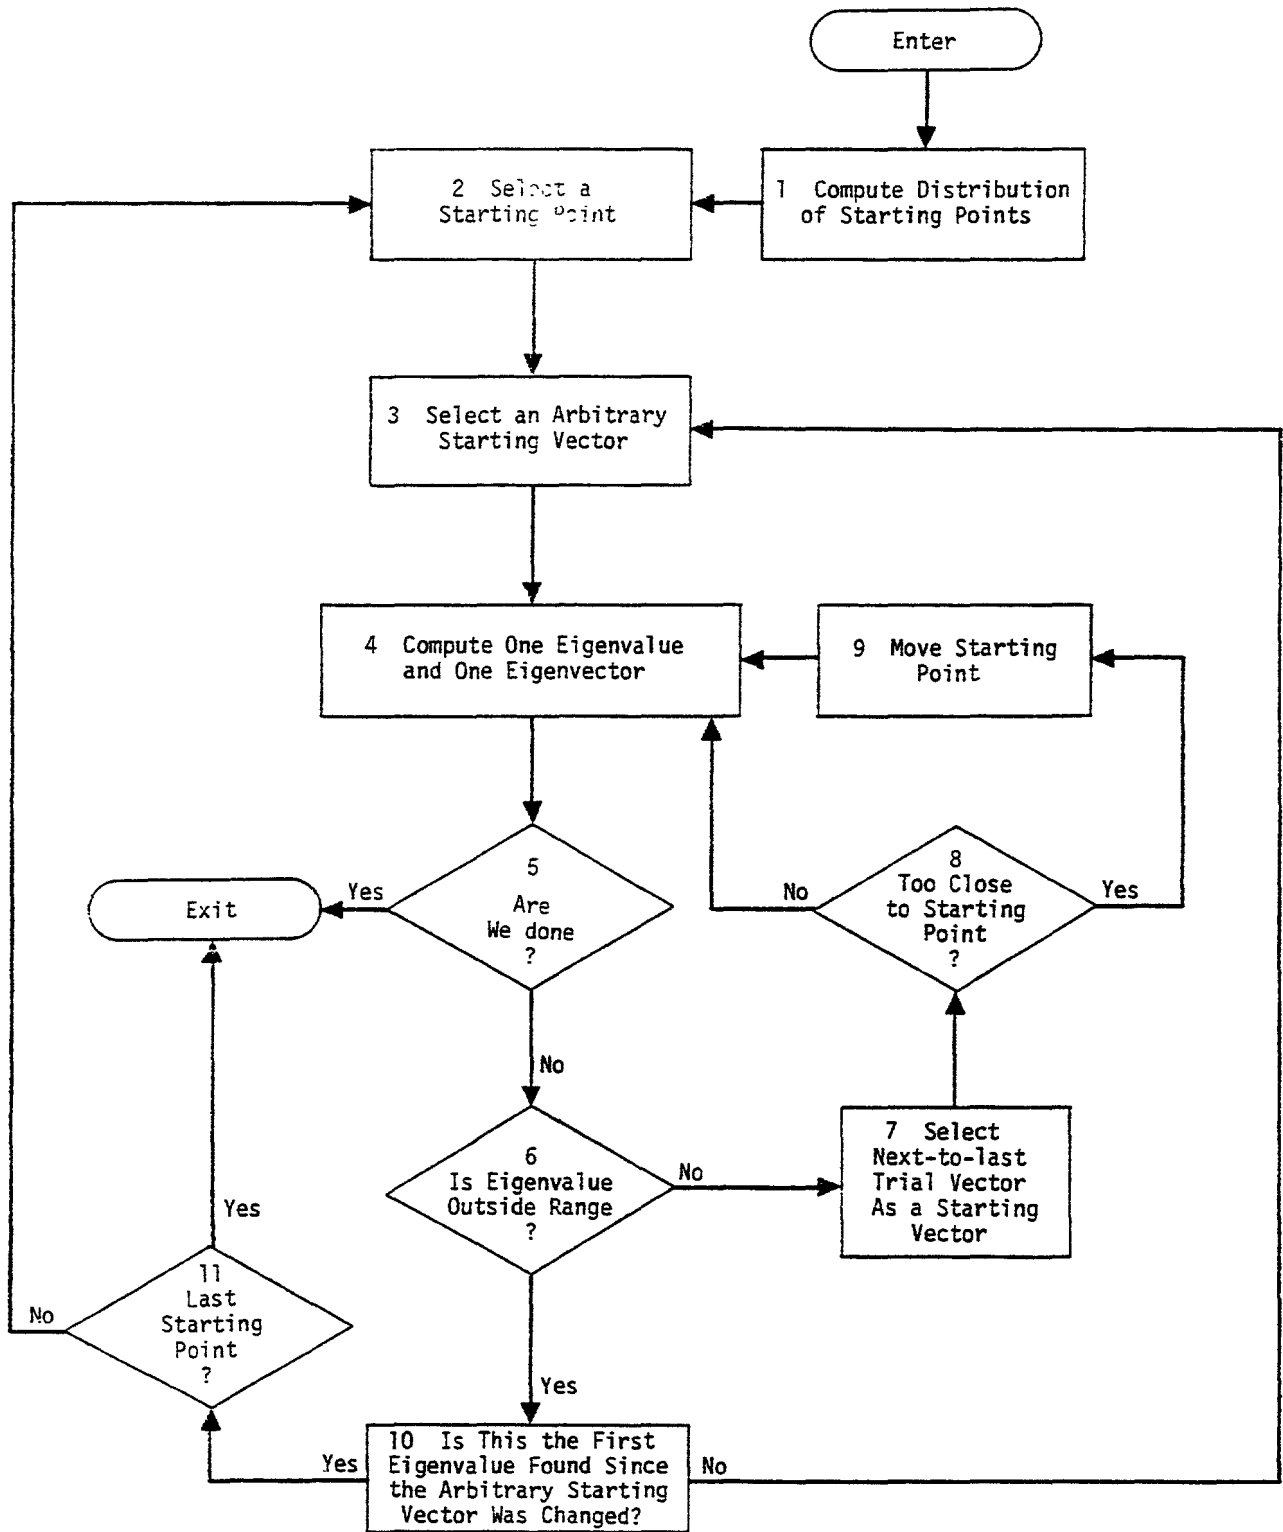 Enter
1 Compute Distribution
of Starting Points
2 Select a
Starting Point
3 Select an Arbitrary
Starting Vector
4 Compute One Eigenvalue
and One Eigenvector
9 Move Starting
Point
5
Are
We done
?
Yes
Exit
No
8
Too Close
to Starting
Point
?
No
Yes
6
Is Eigenvalue
Outside Range
?
No
7 Select
Next-to-last
Trial Vector
As a Starting
Vector
Yes
10 Is This the First
Eigenvalue Found Since
the Arbitrary Starting
Vector Was Changed?
Yes
No
11
Last
Starting
Point
?
Yes
No